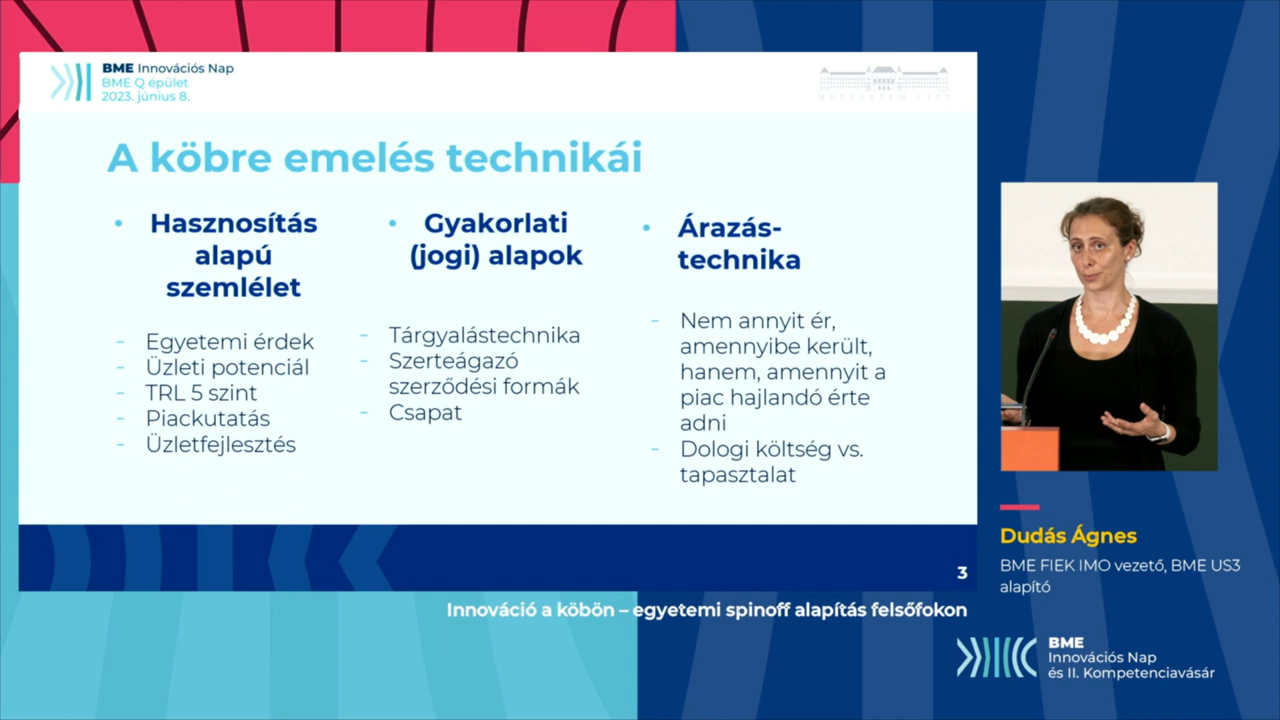 BME Innovációs Nap
BME Q épület
2023. június 8.
MŰEGYETEM 1782
A köbre emelés technikái
• Hasznosítás
alapú
szemlélet
- Egyetemi érdek
- Üzleti potenciál
- TRL 5 szint
- Piackutatás
- Üzletfejlesztés
• Gyakorlati
(jogi) alapok
- Tárgyalástechnika
- Szerteágazó
szerződési formák
- Csapat
• Árazás-
technika
- Nem annyit ér,
amennyibe került,
hanem, amennyit a
piac hajlandó érte
adni
- Dologi költség vs.
tapasztalat
3
Dudás Ágnes
BME FIEK IMO vezető, BME US3
alapító
Innováció a köbön – egyetemi spinoff alapítás felsőfokon
BME
Innovációs Nap
és II. Kompetenciavásár